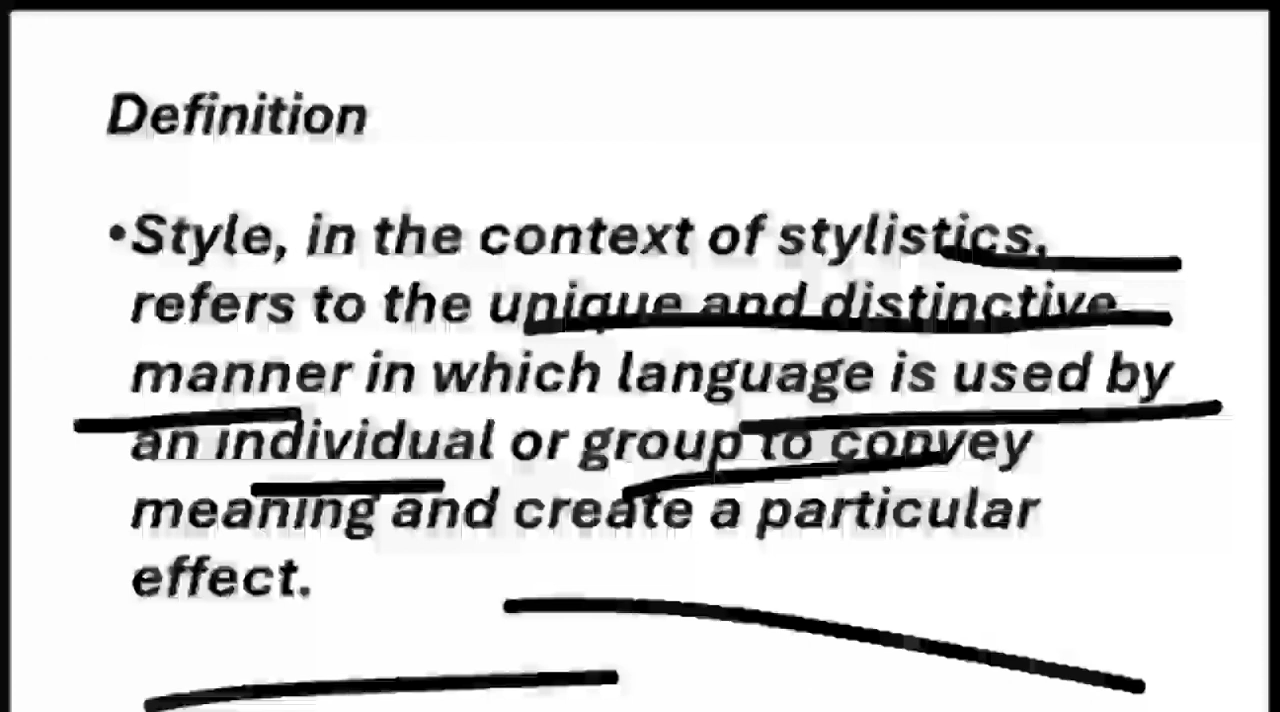 Definition
•Style, in the context of stylistics,
refers to the unique and distinctive
manner in which language is used by
an individual or group to convey
meaning and create a particular
effect.